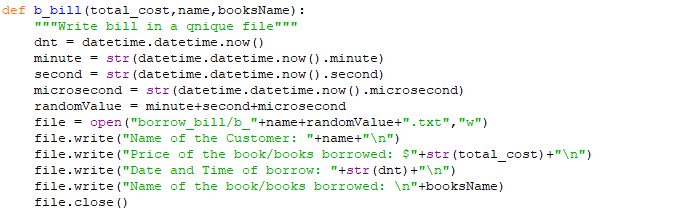 def b_bill(total_cost,name,booksName):
    """Write bill in a qnique file"""
    dnt = datetime.datetime.now()
    minute = str(datetime.datetime.now().minute)
    second = str(datetime.datetime.now().second)
    microsecond = str(datetime.datetime.now().microsecond)
    randomValue = minute+second+microsecond
    file = open("borrow_bill/b_"+name+randomValue+".txt","w")
    file.write("Name of the Customer: "+name+"\n")
    file.write("Price of the book/books borrowed: $"+str(total_cost)+"\n")
    file.write("Date and Time of borrow: "+str(dnt)+"\n")
    file.write("Name of the book/books borrowed: \n"+booksName)
    file.close()